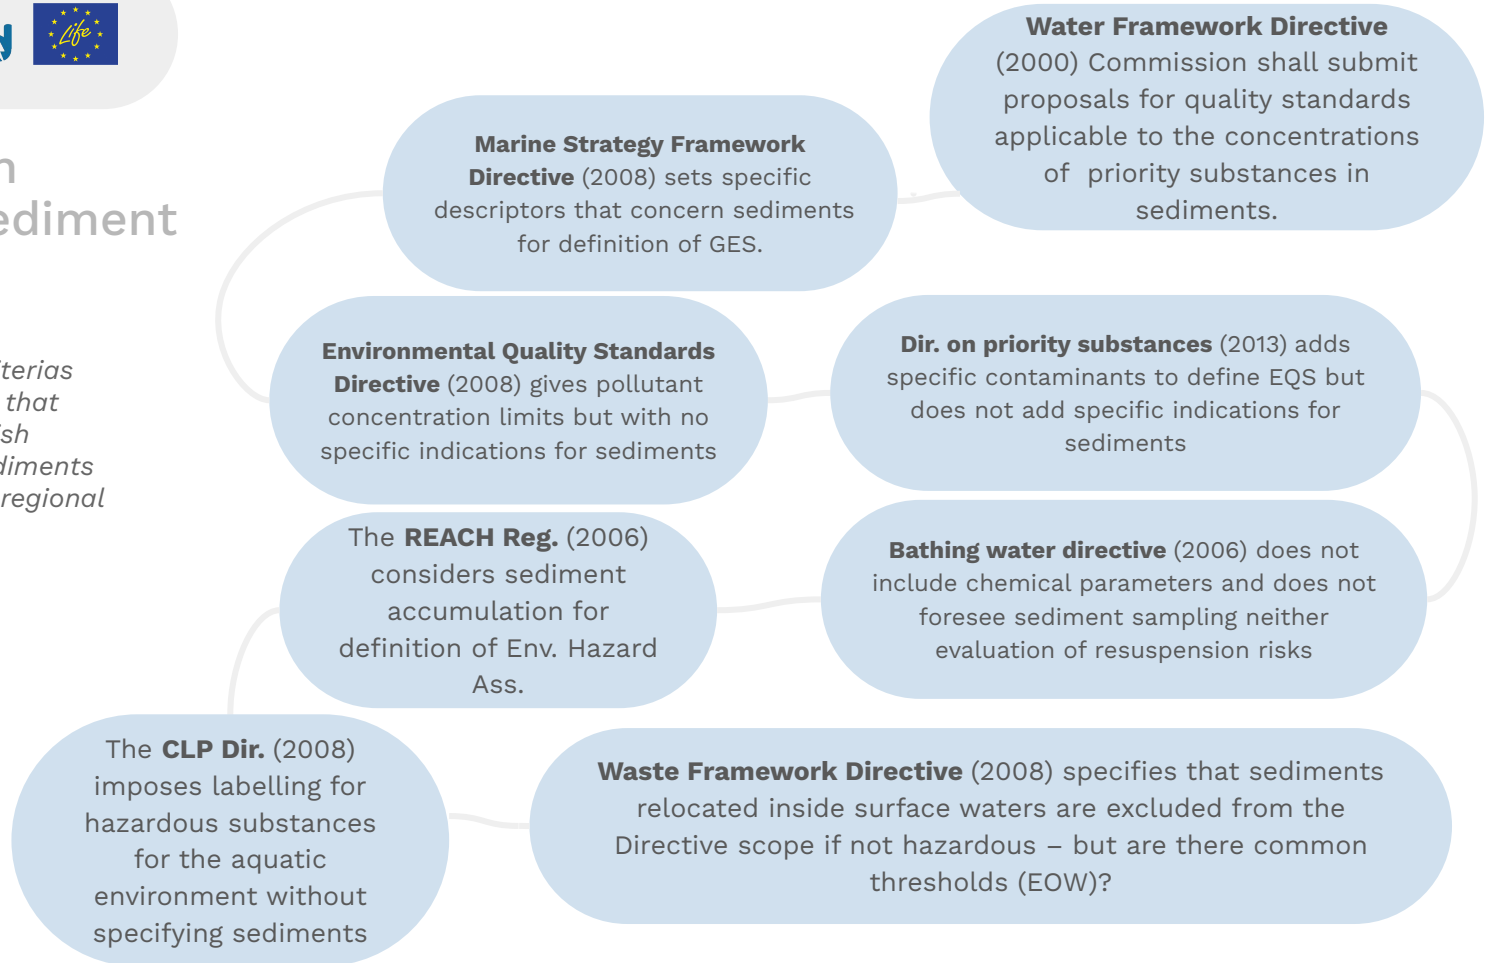 Life
ediment
terias
that
ish
diments
regional
Water Framework Directive
(2000) Commission shall submit
proposals for quality standards
applicable to the concentrations
of priority substances in
sediments.
Marine Strategy Framework
Directive (2008) sets specific
descriptors that concern sediments
for definition of GES.
Environmental Quality Standards
Directive (2008) gives pollutant
concentration limits but with no
specific indications for sediments
Dir. on priority substances (2013) adds
specific contaminants to define EQS but
does not add specific indications for
sediments
Bathing water directive (2006) does not
include chemical parameters and does not
foresee sediment sampling neither
evaluation of resuspension risks
The REACH Reg. (2006)
considers sediment
accumulation for
definition of Env. Hazard
Ass.
The CLP Dir. (2008)
imposes labelling for
hazardous substances
for the aquatic
environment without
specifying sediments
Waste Framework Directive (2008) specifies that sediments
relocated inside surface waters are excluded from the
Directive scope if not hazardous – but are there common
thresholds (EOW)?